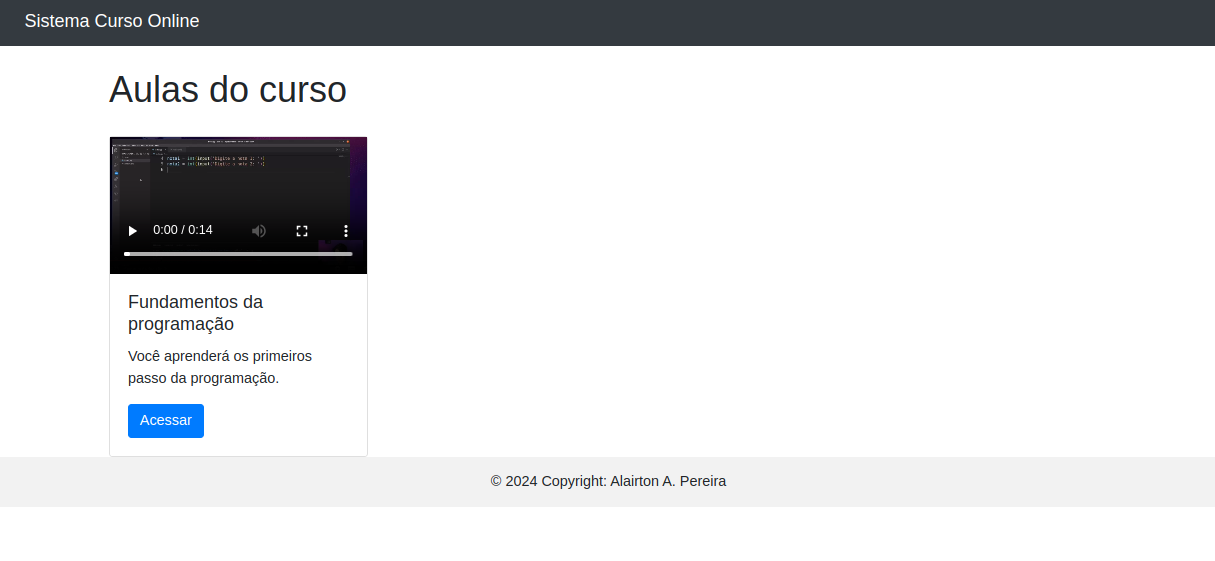 Sistema Curso Online
Aulas do curso
0:00 / 0:14
Fundamentos da
programação
Você aprenderá os primeiros
passo da programação.
Acessar
© 2024 Copyright: Alairton A. Pereira